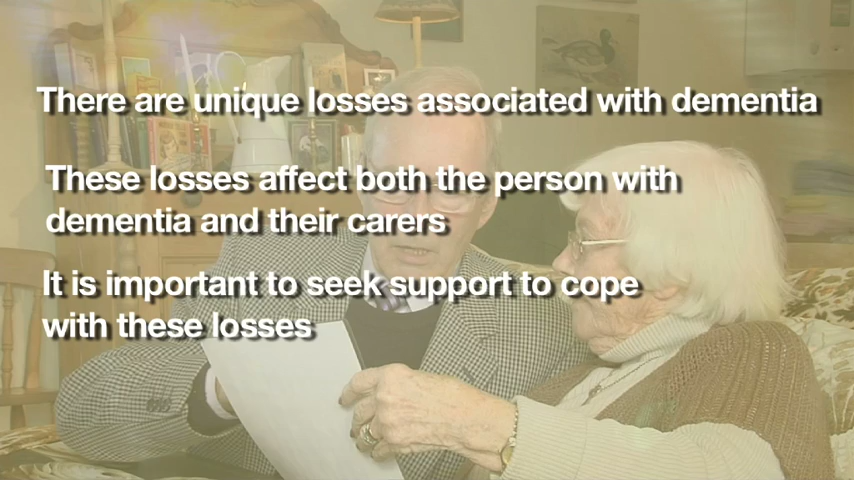 There are unique losses associated with dementia
These losses affect both the person with
dementia and their carers
It is important to seek support to cope
with these losses